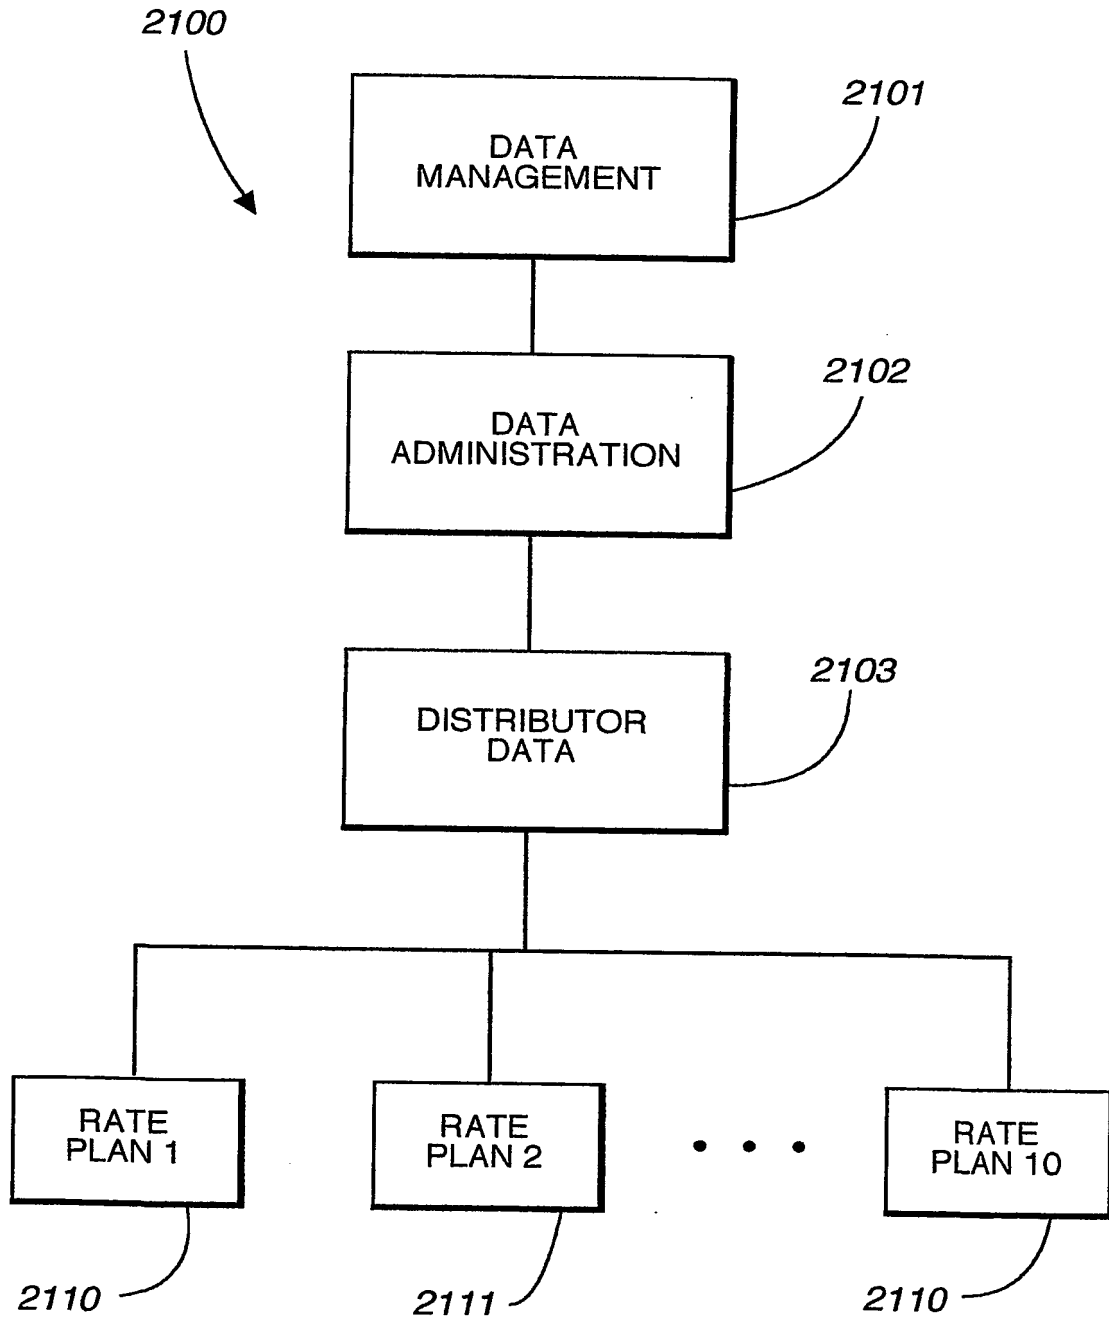 2100
2101
DATA
MANAGEMENT
2102
DATA
ADMINISTRATION
2103
DISTRIBUTOR
DATA
RATE
PLAN 1
RATE
PLAN 2
RATE
PLAN 10
2110
2111
2110